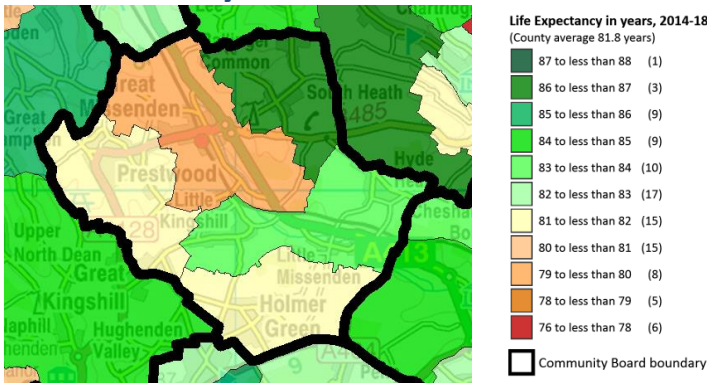 Common
South Heath
485
Great
Great
Missenden
Hyde
Prestwood
Little
Kingshill
128
Upper
North Dean
Great
Kingshill
Little
Missenden
A413
Holmer
Green
Hughenden
Valley
Life Expectancy in years, 2014-18
(County average 81.8 years)
87 to less than 88 (1)
86 to less than 87 (3)
85 to less than 86 (9)
84 to less than 85 (9)
83 to less than 84 (10)
82 to less than 83 (17)
81 to less than 82 (15)
80 to less than 81 (15)
79 to less than 80 (8)
78 to less than 79 (5)
76 to less than 78 (6)
Community Board boundary